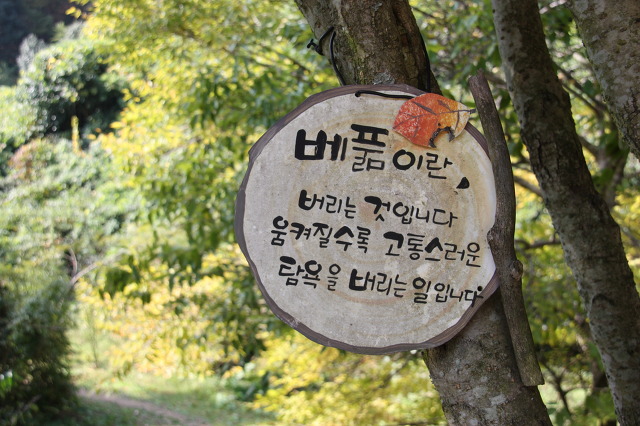 베풂이란,
버리는 것입니다
움켜질수록 고통스러운
탐욕을 버리는 일입니다